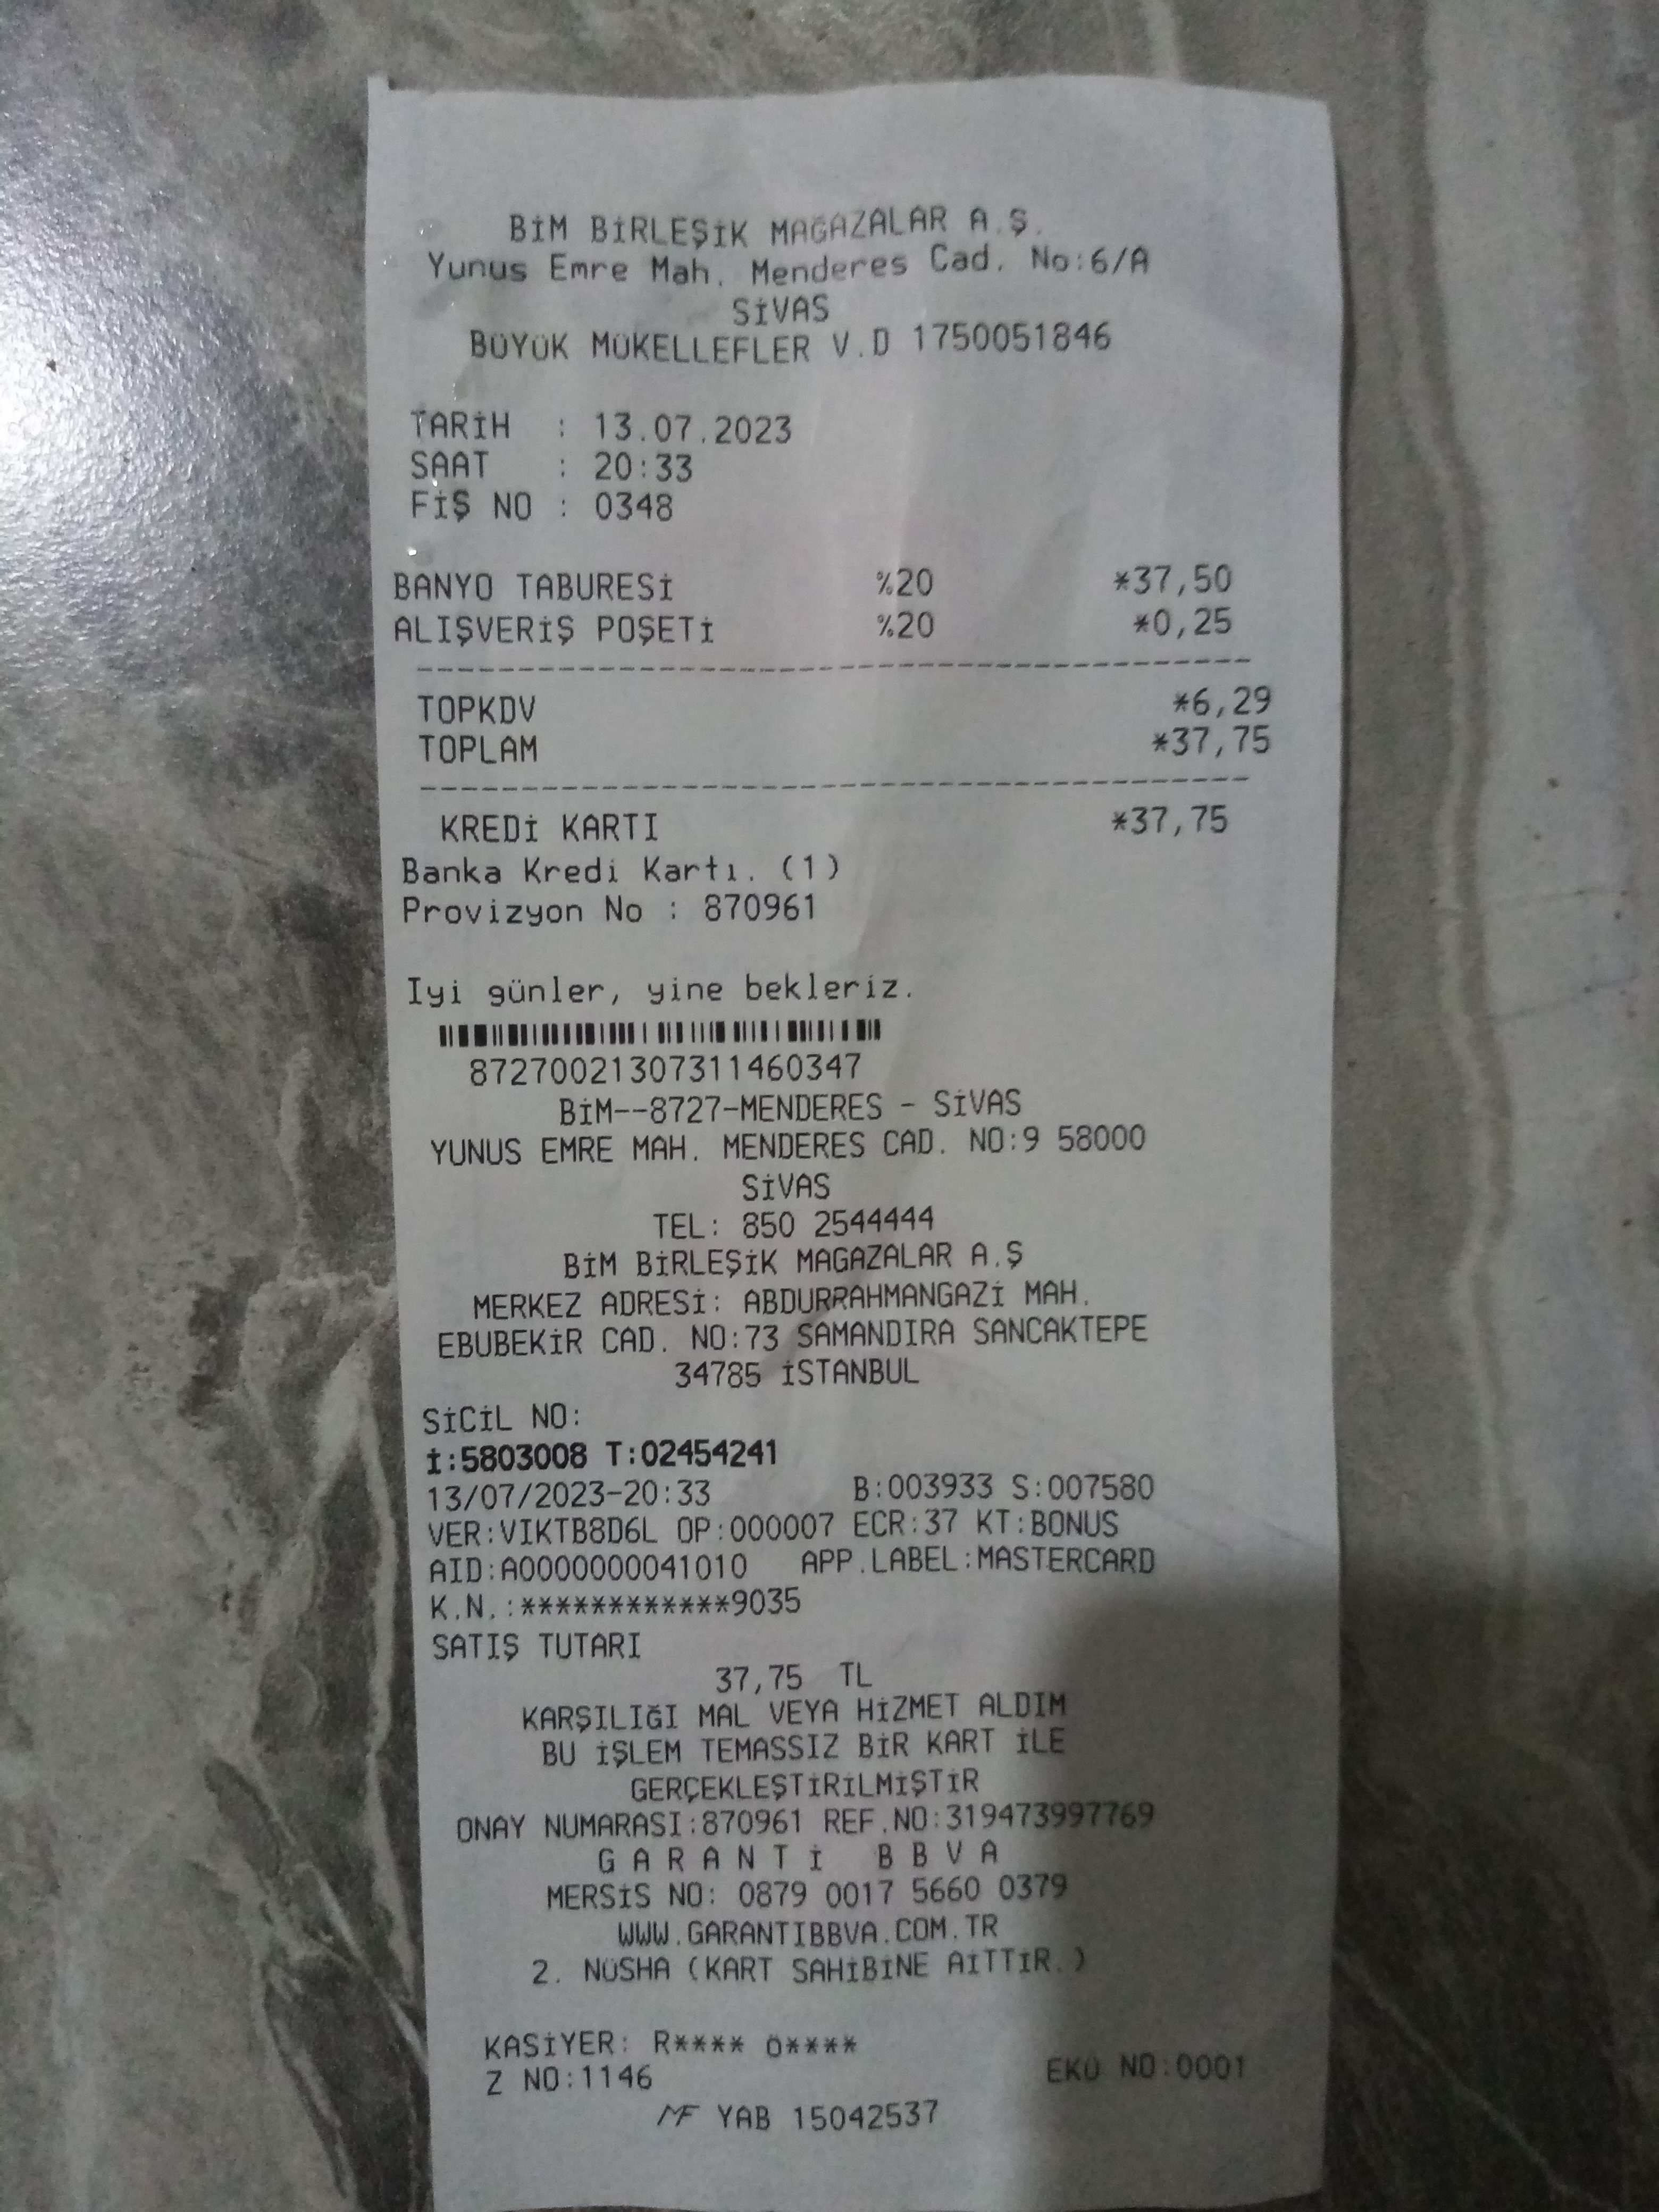 BİM BİRLEŞİK MAĞAZALAR A.Ş.
Yunus Emre Mah. Menderes Cad. No:6/A
SİVAS
BÜYÜK MÜKELLEFLER V.D 1750051846
TARİH : 13.07.2023
SAAT : 20:33
FİŞ NO : 0348
BANYO TABURESİ %20 *37,50
ALIŞVERİŞ POŞETİ %20 *0,25
TOPKDV *6,29
TOPLAM *37,75
KREDİ KARTI *37,75
Banka Kredi Kartı. (1)
Provizyon No : 870961
Iyi günler, yine bekleriz.
87270021307311460347
BİM--8727-MENDERES - SİVAS
YUNUS EMRE MAH. MENDERES CAD. NO:9 58000
SİVAS
TEL: 850 2544444
BİM BİRLEŞİK MAGAZALAR A.Ş
MERKEZ ADRESİ: ABDURRAHMANGAZİ MAH.
EBUBEKİR CAD. NO:73 SAMANDIRA SANCAKTEPE
34785 İSTANBUL
SİCİL NO:
İ:5803008 T:02454241
13/07/2023-20:33 B:003933 S:007580
VER:VIKTB8D6L OP:000007 ECR:37 KT:BONUS
AID:A0000000041010 APP.LABEL:MASTERCARD
K.N.:************9035
SATIŞ TUTARI
37,75 TL
KARŞILIĞI MAL VEYA HİZMET ALDIM
BU İŞLEM TEMASSIZ BİR KART İLE
GERÇEKLEŞTİRİLMİŞTİR
ONAY NUMARASI:870961 REF.NO:319473997769
GARANTİ BBVA
MERSİS NO: 0879 0017 5660 0379
WWW.GARANTIBBVA.COM.TR
2. NÜSHA (KART SAHİBİNE AİTTİR.)
KASİYER: R**** Ö****
Z NO:1146 EKÜ NO:0001
MF YAB 15042537